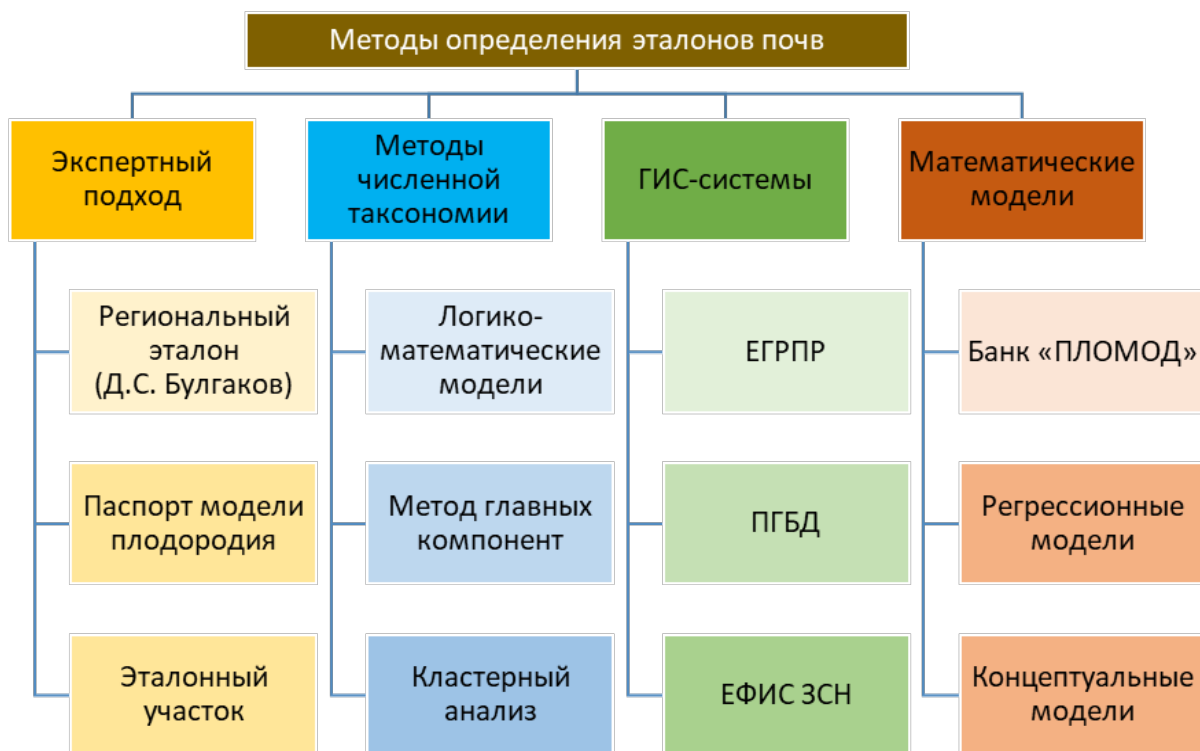 Методы определения эталонов почв
Экспертный
подход
Региональный
эталон
(Д.С. Булгаков)
Паспорт модели
плодородия
Эталонный
участок
Методы
численной
таксономии
Логико-
математические
модели
Метод главных
компонент
Кластерный
анализ
ГИС-системы
ЕГРПР
ПГБД
ЕФИС ЗСН
Математические
модели
Банк «ПЛОМОД»
Регрессионные
модели
Концептуальные
модели